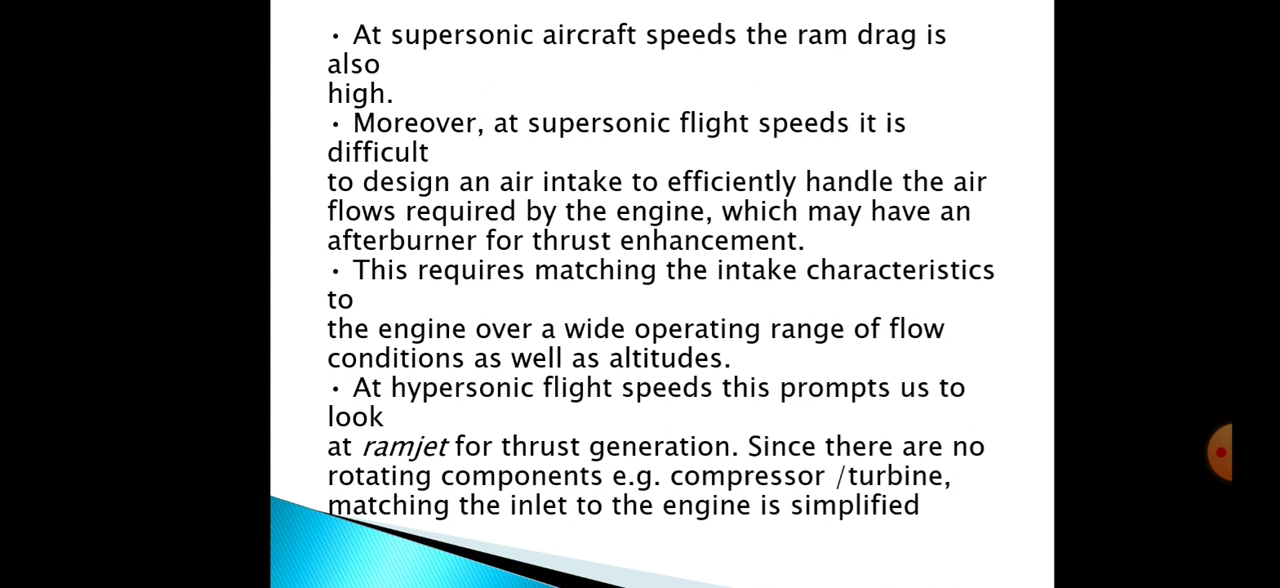 • At supersonic aircraft speeds the ram drag is
also
high.
• Moreover, at supersonic flight speeds it is
difficult
to design an air intake to efficiently handle the air
flows required by the engine, which may have an
afterburner for thrust enhancement.
• This requires matching the intake characteristics
to
the engine over a wide operating range of flow
conditions as well as altitudes.
• At hypersonic flight speeds this prompts us to
look
at ramjet for thrust generation. Since there are no
rotating components e.g. compressor /turbine,
matching the inlet to the engine is simplified